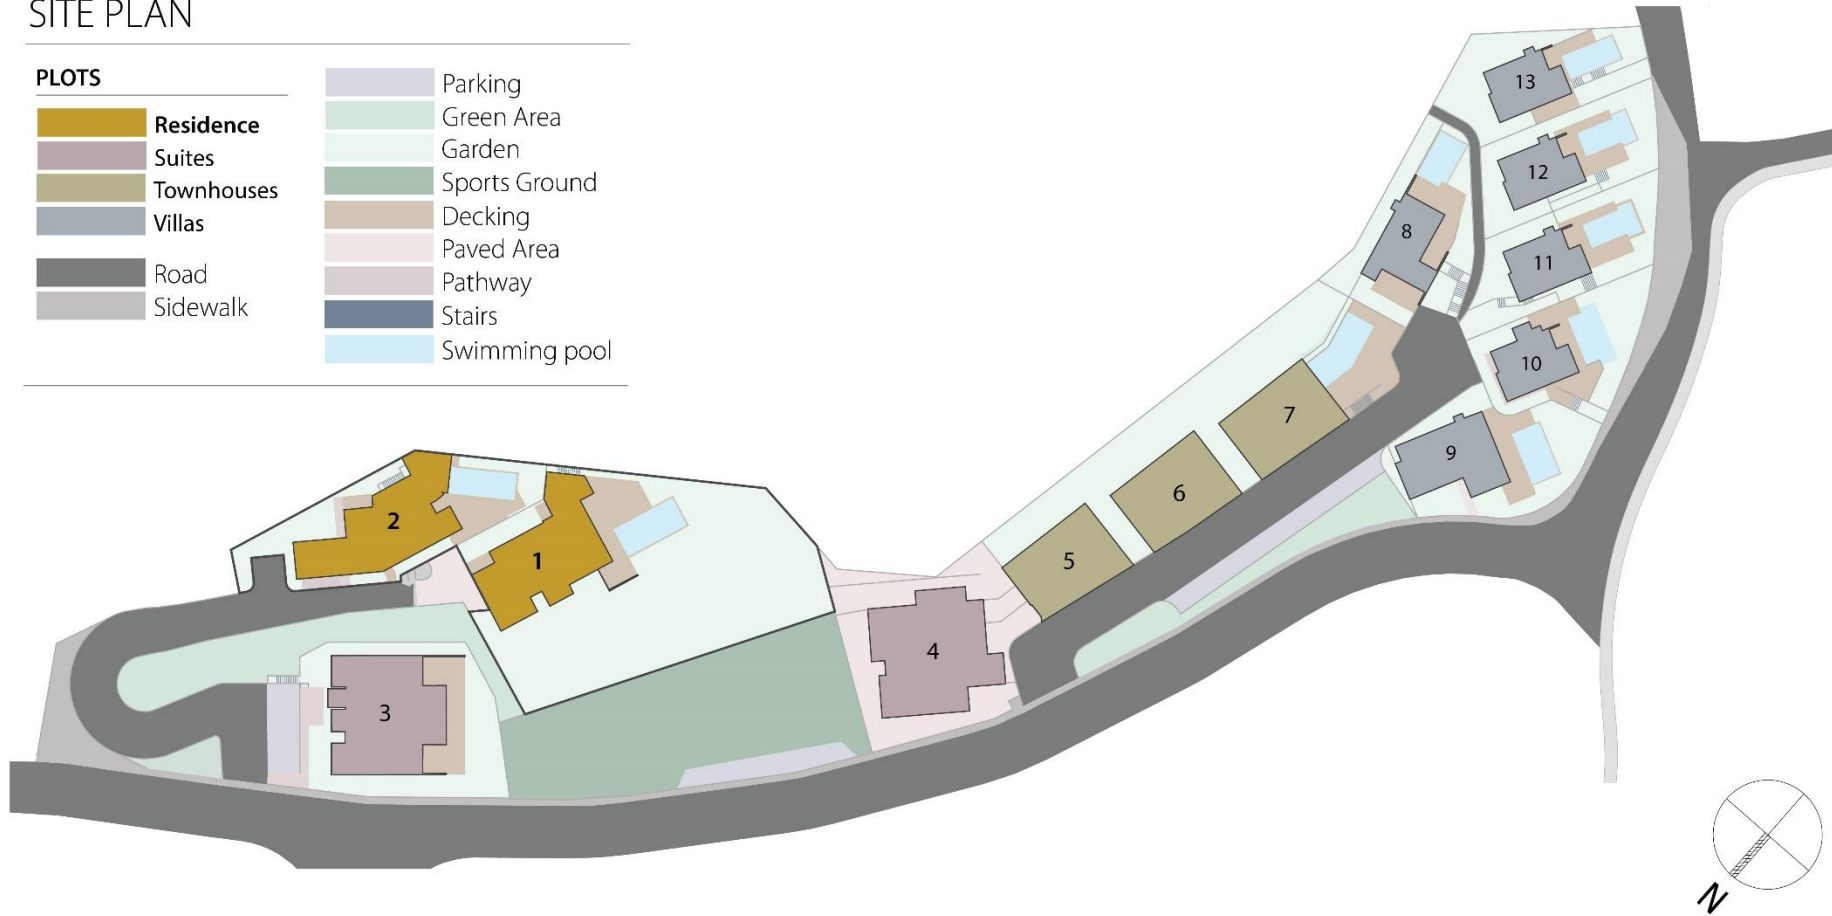 SITE PLAN
PLOTS
Residence
Suites
Townhouses
Villas
Road
Sidewalk
Parking
Green Area
Garden
Sports Ground
Decking
Paved Area
Pathway
Stairs
Swimming pool
13
12
8
11
10
7
9
6
2
1
5
4
3
N